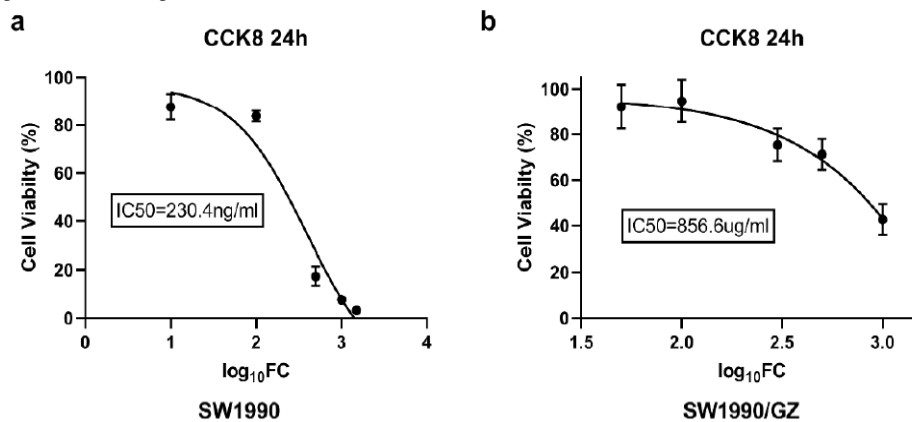 a
CCK8 24h
100
80
60
40
20
0
Cell Viabilty (%)
IC50=230.4ng/ml
0 1 2 3 4
log₁₀FC
SW1990
b
CCK8 24h
100
80
60
40
20
0
Cell Viabilty (%)
IC50=856.6ug/ml
1.5 2.0 2.5 3.0
log₁₀FC
SW1990/GZ